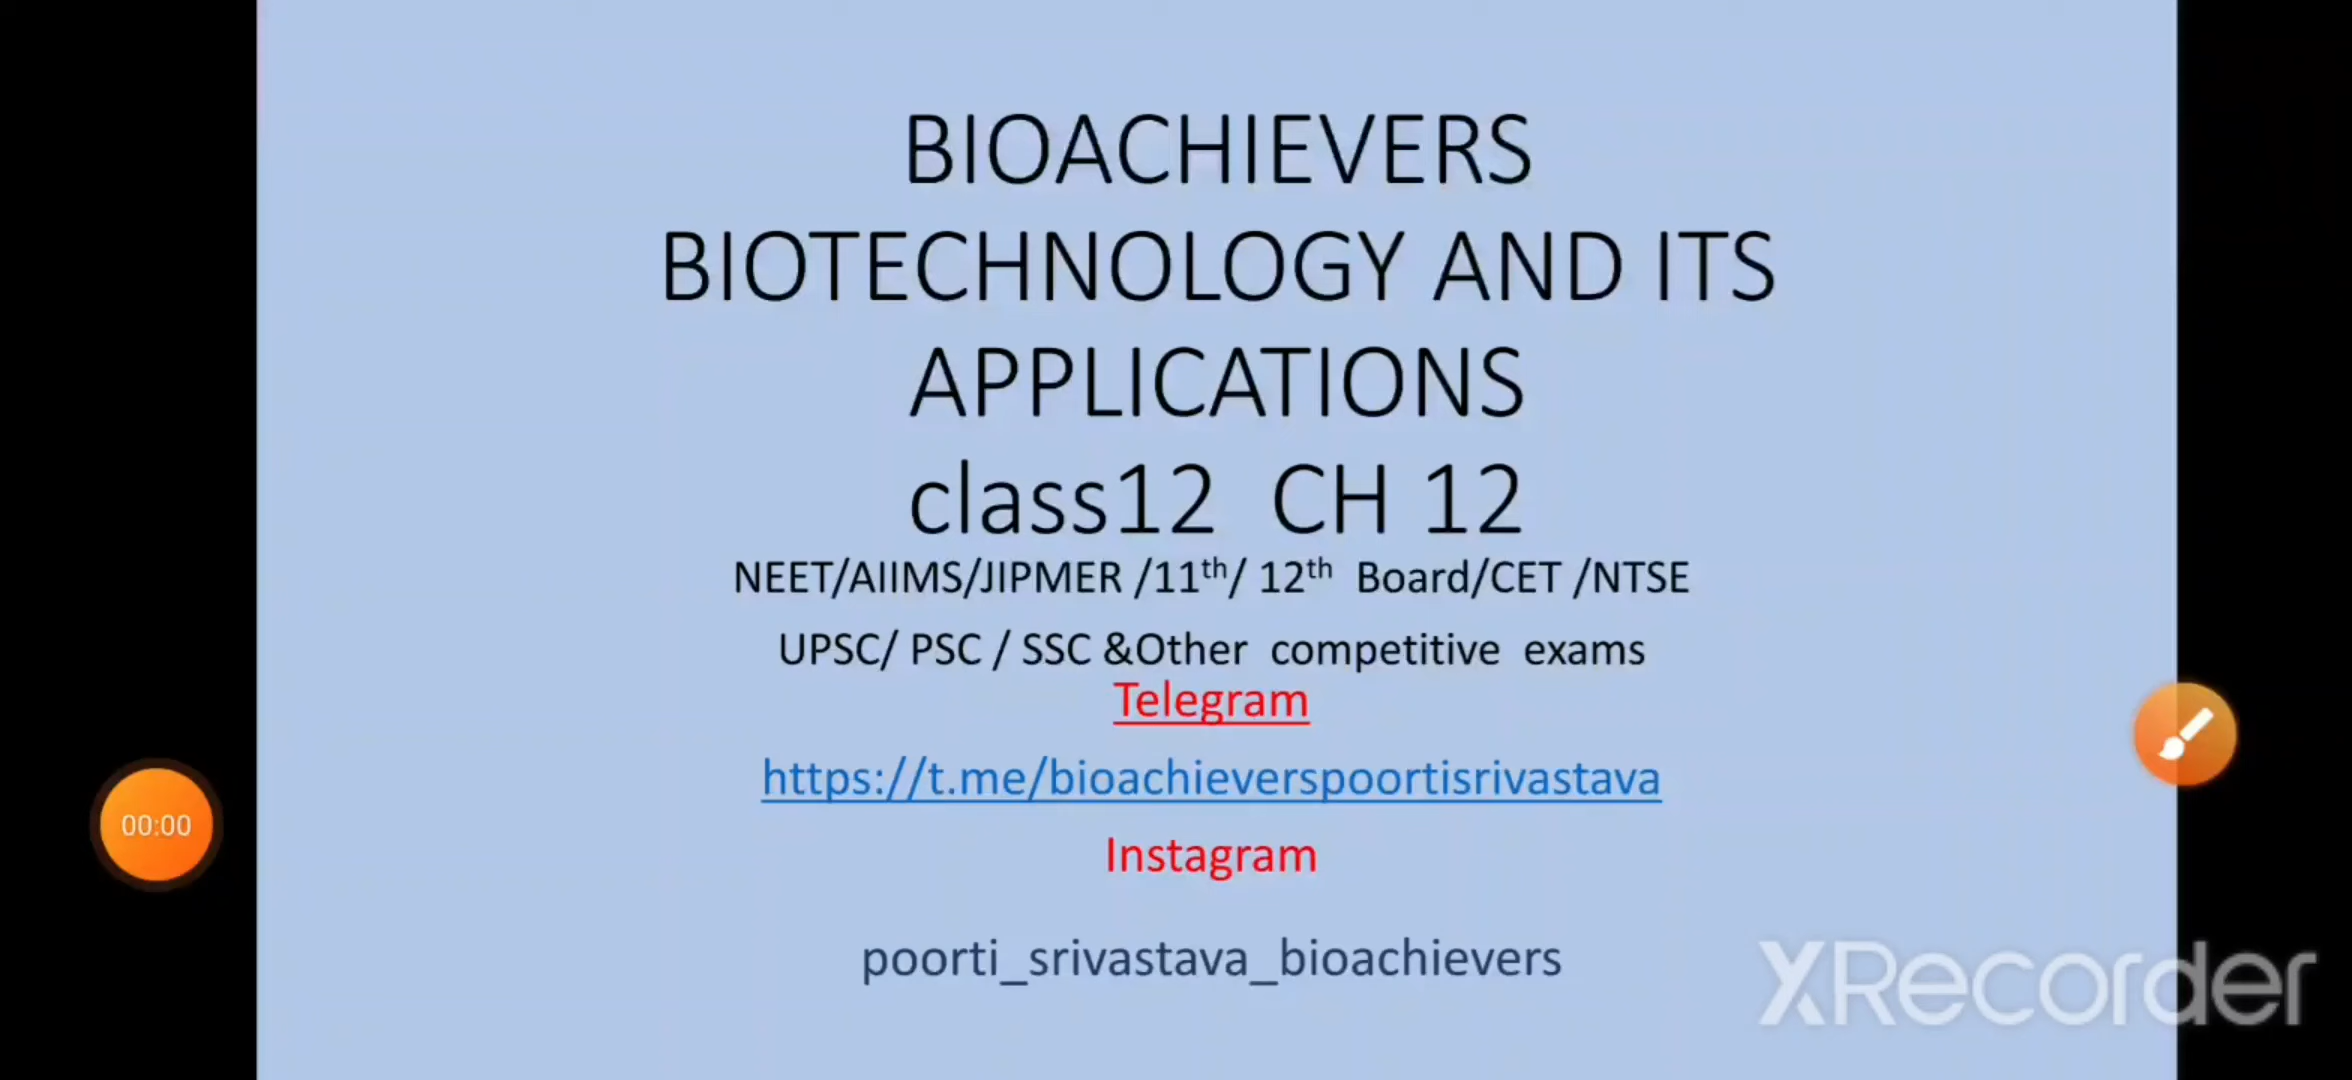 BIOACHIEVERS
BIOTECHNOLOGY AND ITS
APPLICATIONS
class12 CH 12
NEET/AIIMS/JIPMER /11th/ 12th Board/CET /NTSE
UPSC/ PSC / SSC &Other competitive exams
Telegram
https://t.me/bioachieverspoortisrivastava
00:00
Instagram
poorti_srivastava_bioachievers
XRecorder